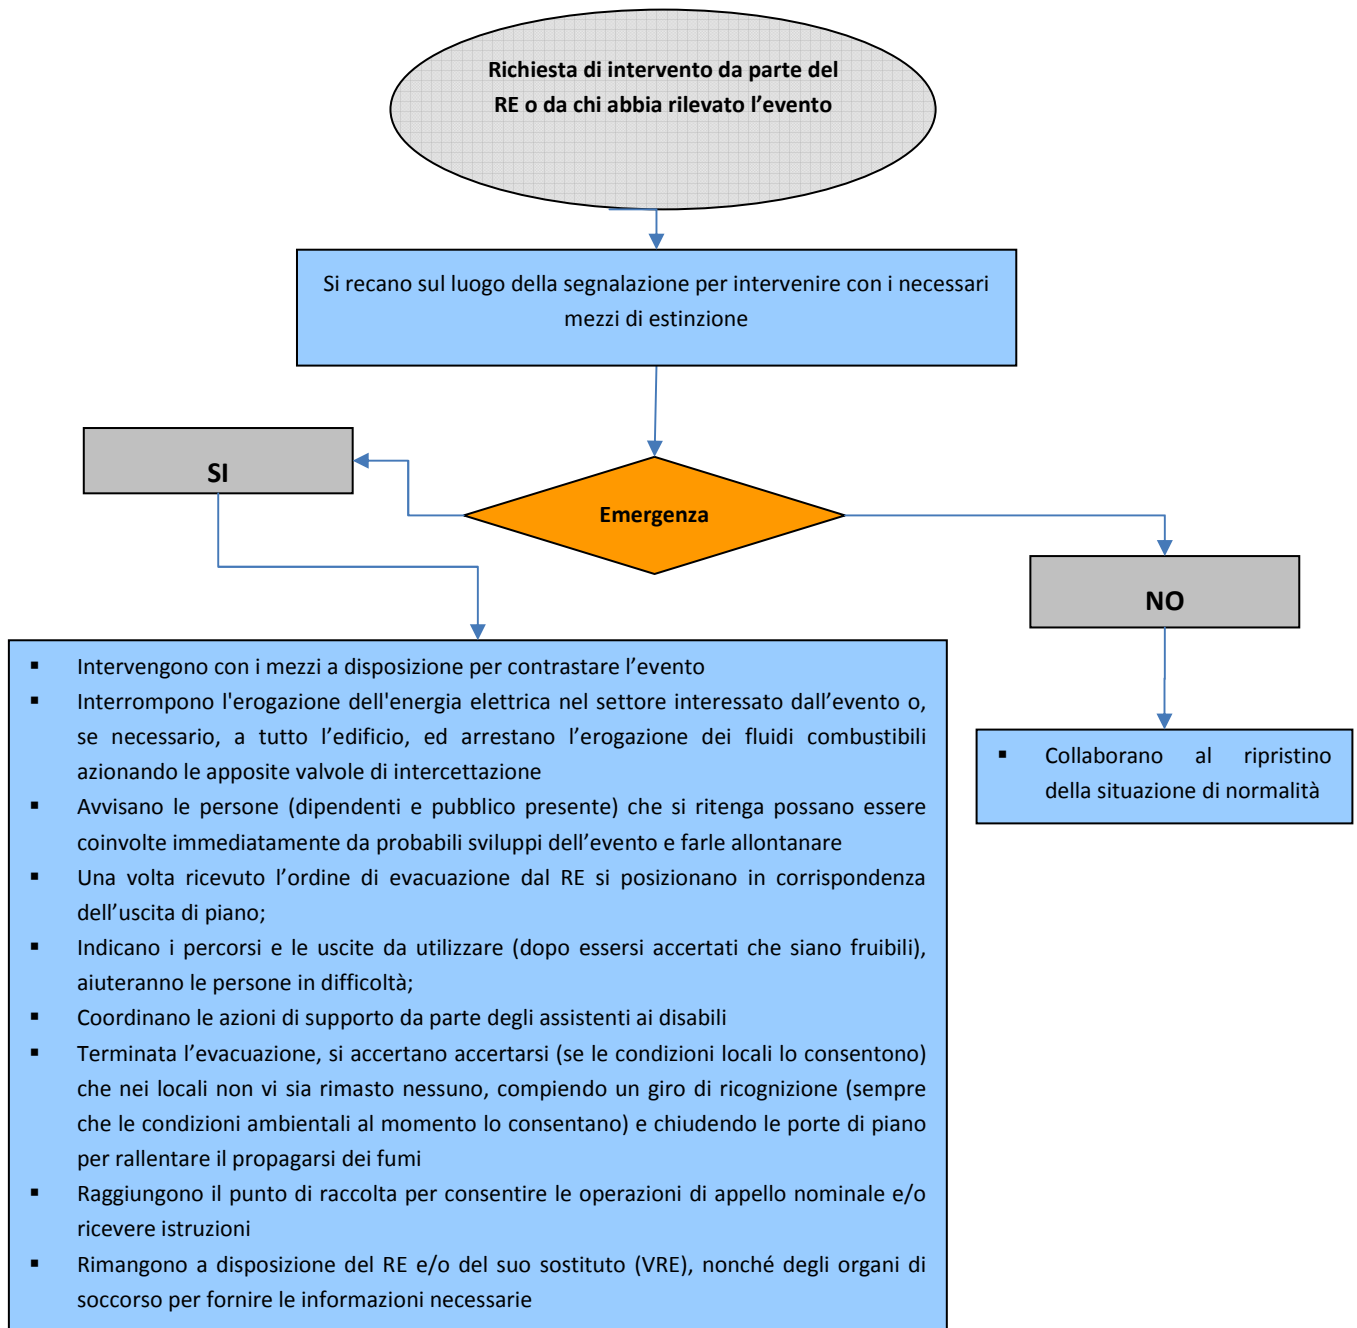 Richiesta di intervento da parte del
RE o da chi abbia rilevato l’evento
Si recano sul luogo della segnalazione per intervenire con i necessari
mezzi di estinzione
SI
Emergenza
NO
▪ Intervengono con i mezzi a disposizione per contrastare l’evento
▪ Interrompono l'erogazione dell'energia elettrica nel settore interessato dall’evento o,
se necessario, a tutto l’edificio, ed arrestano l’erogazione dei fluidi combustibili
azionando le apposite valvole di intercettazione
▪ Avvisano le persone (dipendenti e pubblico presente) che si ritenga possano essere
coinvolte immediatamente da probabili sviluppi dell’evento e farle allontanare
▪ Una volta ricevuto l’ordine di evacuazione dal RE si posizionano in corrispondenza
dell’uscita di piano;
▪ Indicano i percorsi e le uscite da utilizzare (dopo essersi accertati che siano fruibili),
aiuteranno le persone in difficoltà;
▪ Coordinano le azioni di supporto da parte degli assistenti ai disabili
▪ Terminata l’evacuazione, si accertano accertarsi (se le condizioni locali lo consentono)
che nei locali non vi sia rimasto nessuno, compiendo un giro di ricognizione (sempre
che le condizioni ambientali al momento lo consentano) e chiudendo le porte di piano
per rallentare il propagarsi dei fumi
▪ Raggiungono il punto di raccolta per consentire le operazioni di appello nominale e/o
ricevere istruzioni
▪ Rimangono a disposizione del RE e/o del suo sostituto (VRE), nonché degli organi di
soccorso per fornire le informazioni necessarie
▪ Collaborano al ripristino
della situazione di normalità